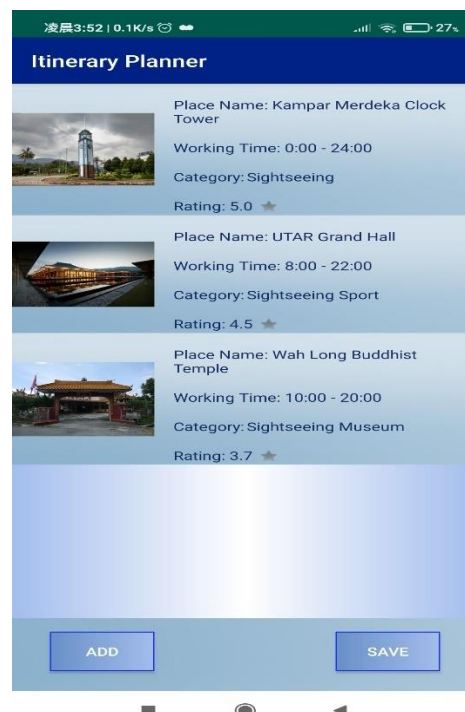 凌晨3:52 | 0.1K/s
27%
Itinerary Planner
Place Name: Kampar Merdeka Clock
Tower
Working Time: 0:00 - 24:00
Category: Sightseeing
Rating: 5.0
Place Name: UTAR Grand Hall
Working Time: 8:00 - 22:00
Category: Sightseeing Sport
Rating: 4.5
Place Name: Wah Long Buddhist
Temple
Working Time: 10:00 - 20:00
Category: Sightseeing Museum
Rating: 3.7
ADD
SAVE